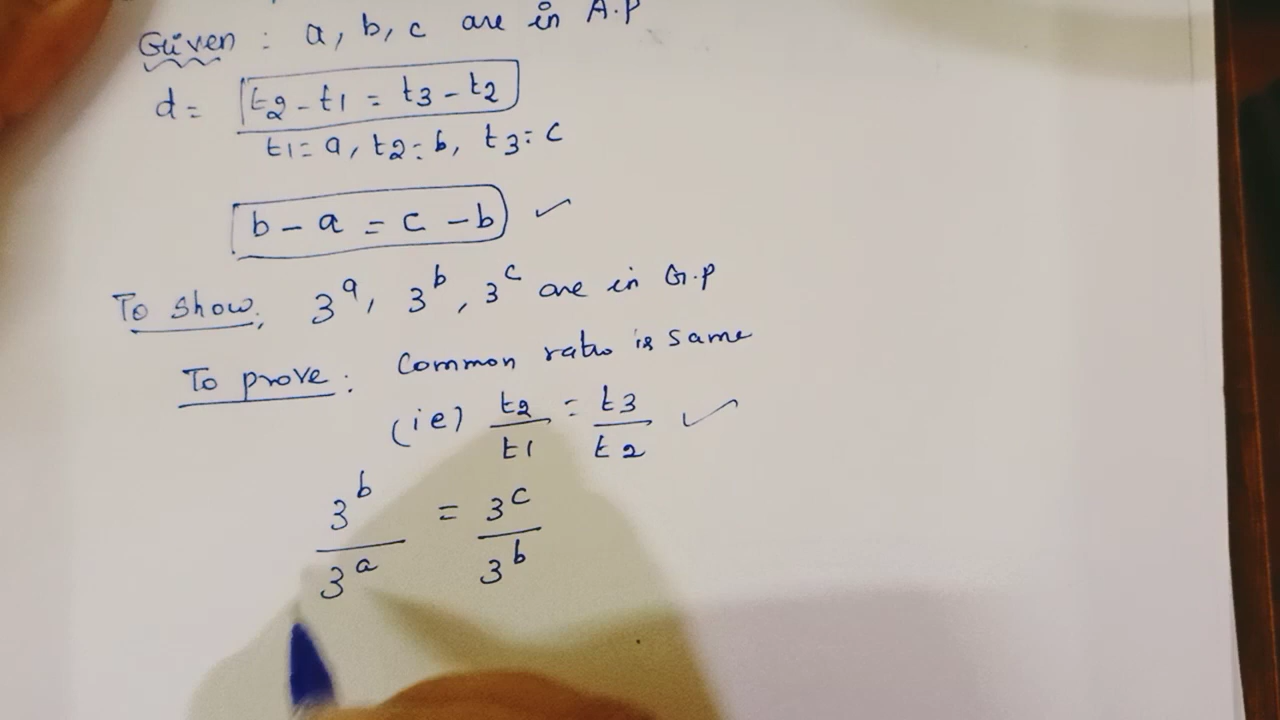 Given : a, b, c are in A.P
d = t2 - t1 = t3 - t2
t1 = a, t2 = b, t3 = c
b - a = c - b ✓
To show, 3^a, 3^b, 3^c are in G.P
To prove : Common ratio is same
(ie) t2/t1 = t3/t2 ✓
3^b/3^a = 3^c/3^b